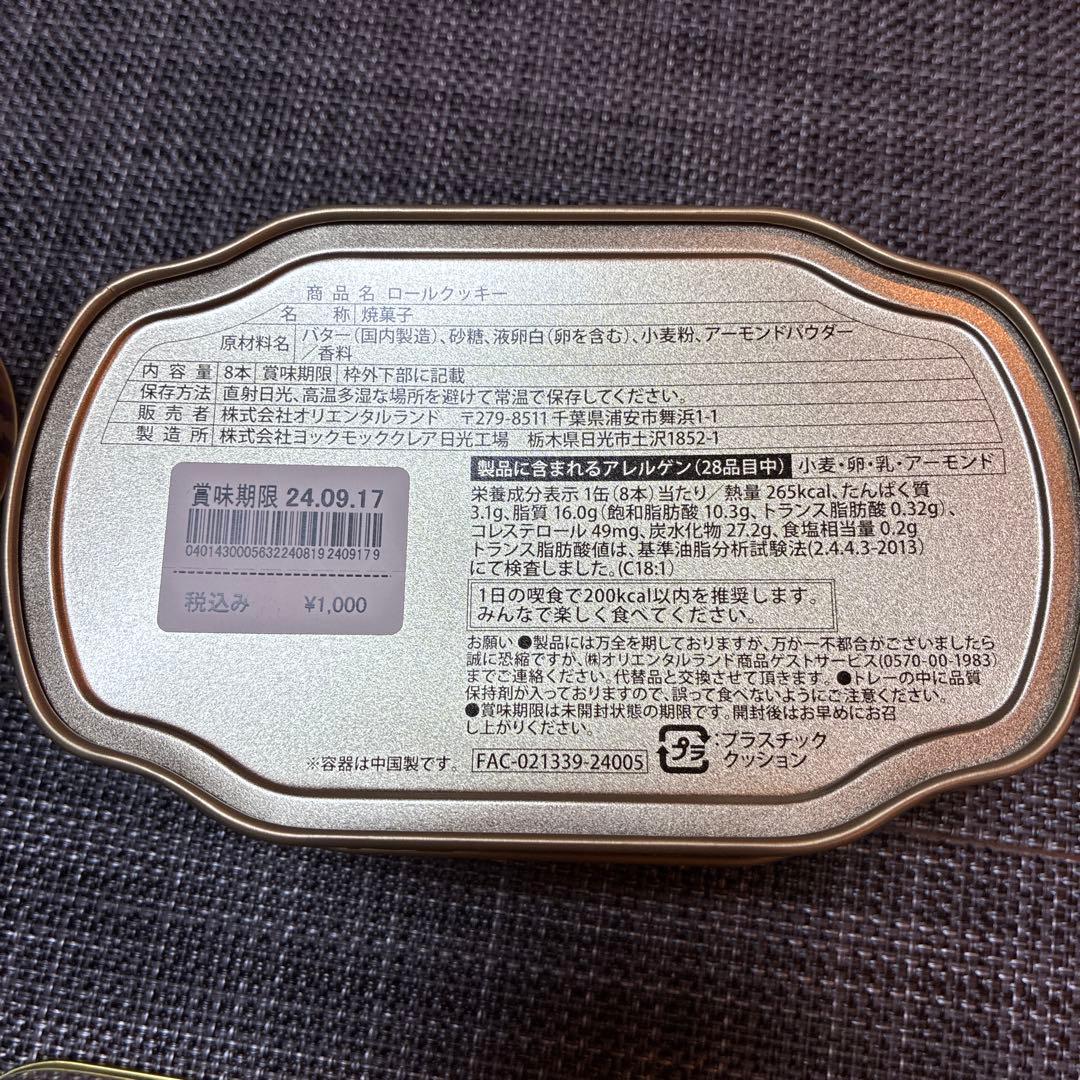 商品名 ロールクッキー
名称 焼菓子
原材料名 バター(国内製造)、砂糖、液卵白(卵を含む)、小麦粉、アーモンドパウダー
/香料
内容量 8本 賞味期限 枠外下部に記載
保存方法 直射日光、高温多湿な場所を避けて常温で保存してください。
販売者 株式会社オリエンタルランド 〒279-8511 千葉県浦安市舞浜1-1
製造所 株式会社ヨックモッククレア日光工場 栃木県日光市土沢1852-1
製品に含まれるアレルゲン(28品目中) 小麦・卵・乳・アーモンド
賞味期限 24.09.17
0401430005632240819 2409179
税込み ¥1,000
栄養成分表示 1缶(8本)当たり/熱量 265kcal、たんぱく質
3.1g、脂質 16.0g(飽和脂肪酸 10.3g、トランス脂肪酸 0.32g)、
コレステロール 49mg、炭水化物 27.2g、食塩相当量 0.2g
トランス脂肪酸値は、基準油脂分析試験法(2.4.4.3-2013)
にて検査しました。(C18:1)
1日の喫食で200kcal以内を推奨します。
みんなで楽しく食べてください。
お願い ●製品には万全を期しておりますが、万が一不都合がございましたら
誠に恐縮ですが、㈱オリエンタルランド商品ゲストサービス(0570-00-1983)
までご連絡ください。代替品と交換させて頂きます。●トレーの中に品質
保持剤が入っておりますので、誤って食べないようにご注意ください。
●賞味期限は未開封状態の期限です。開封後はお早めにお召
し上がりください。
プラ :プラスチック
クッション
※容器は中国製です。 FAC-021339-24005